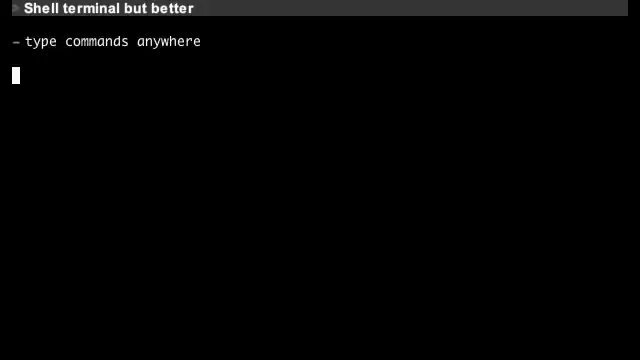 > Shell terminal but better
– type commands anywhere